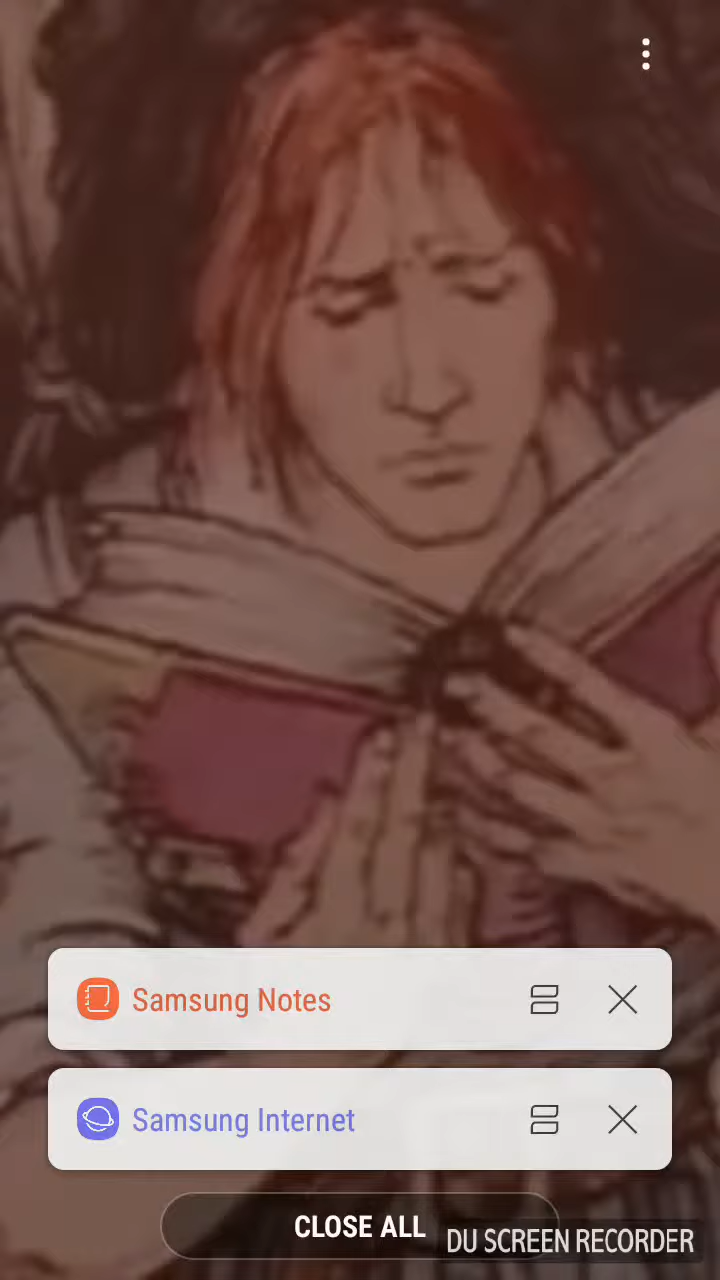 Samsung Notes
Samsung Internet
CLOSE ALL
DU SCREEN RECORDER